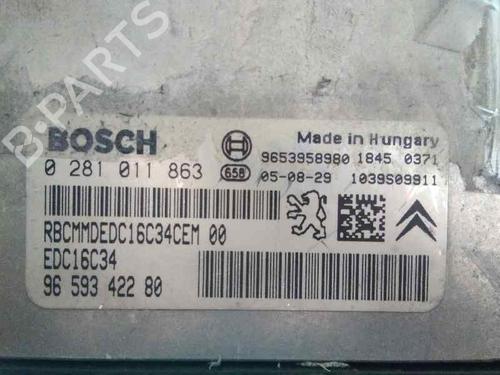 B-PARTS
BOSCH
Made in Hungary
0 281 011 863
658
9653958980 1845 0371
05-08-29 1039S09911
RBCMMDEDC16C34CEM 00
EDC16C34
96 593 422 80